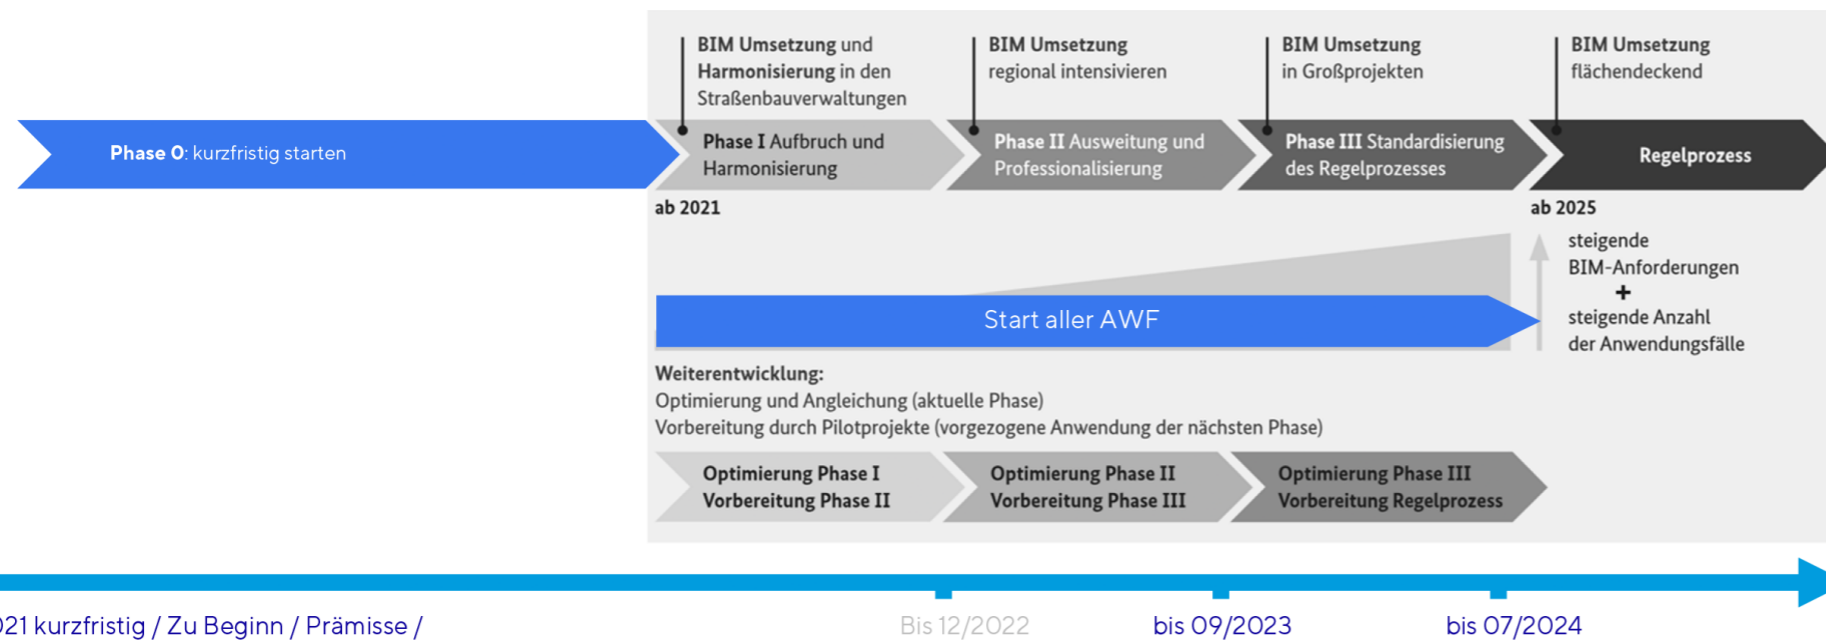 BIM Umsetzung und
Harmonisierung in den
Straßenbauverwaltungen
BIM Umsetzung
regional intensivieren
BIM Umsetzung
in Großprojekten
BIM Umsetzung
flächendeckend
Phase 0: kurzfristig starten
Phase I Aufbruch und
Harmonisierung
Phase II Ausweitung und
Professionalisierung
Phase III Standardisierung
des Regelprozesses
Regelprozess
ab 2021
ab 2025
steigende
BIM-Anforderungen
+
steigende Anzahl
der Anwendungsfälle
Start aller AWF
Weiterentwicklung:
Optimierung und Angleichung (aktuelle Phase)
Vorbereitung durch Pilotprojekte (vorgezogene Anwendung der nächsten Phase)
Optimierung Phase I
Vorbereitung Phase II
Optimierung Phase II
Vorbereitung Phase III
Optimierung Phase III
Vorbereitung Regelprozess
021 kurzfristig / Zu Beginn / Prämisse /
Bis 12/2022
bis 09/2023
bis 07/2024